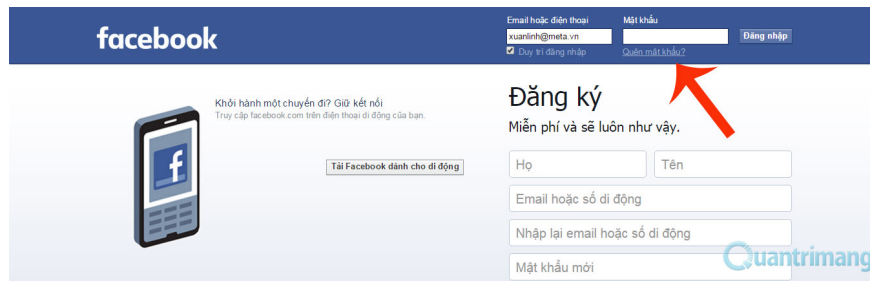 facebook
Email hoặc điện thoại
Mật khẩu
xuanlinh@meta.vn
Đăng nhập
Duy trì đăng nhập
Quên mật khẩu?
Khởi hành một chuyến đi? Giữ kết nối
Truy cập facebook.com trên điện thoại di động của bạn.
Tải Facebook dành cho di động
Đăng ký
Miễn phí và sẽ luôn như vậy.
Họ
Tên
Email hoặc số di động
Nhập lại email hoặc số di động
Mật khẩu mới
Quantrimang